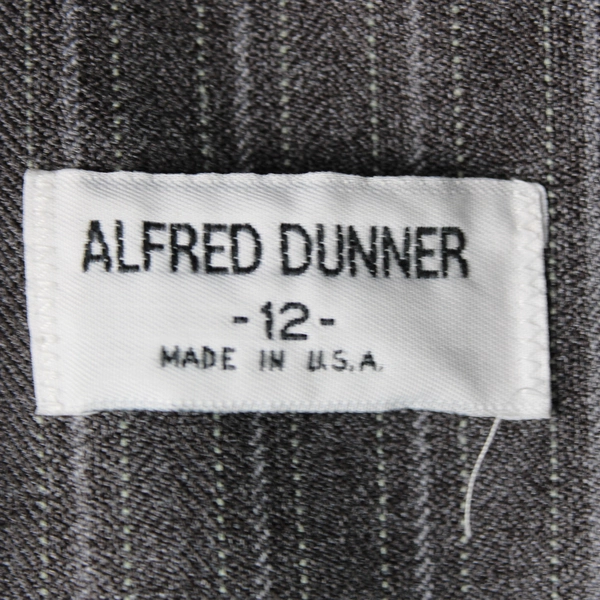 ALFRED DUNNER
-12-
MADE IN U.S.A.